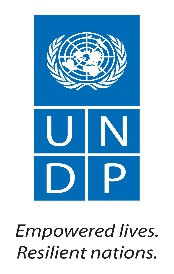 U N
D P
Empowered lives.
Resilient nations.